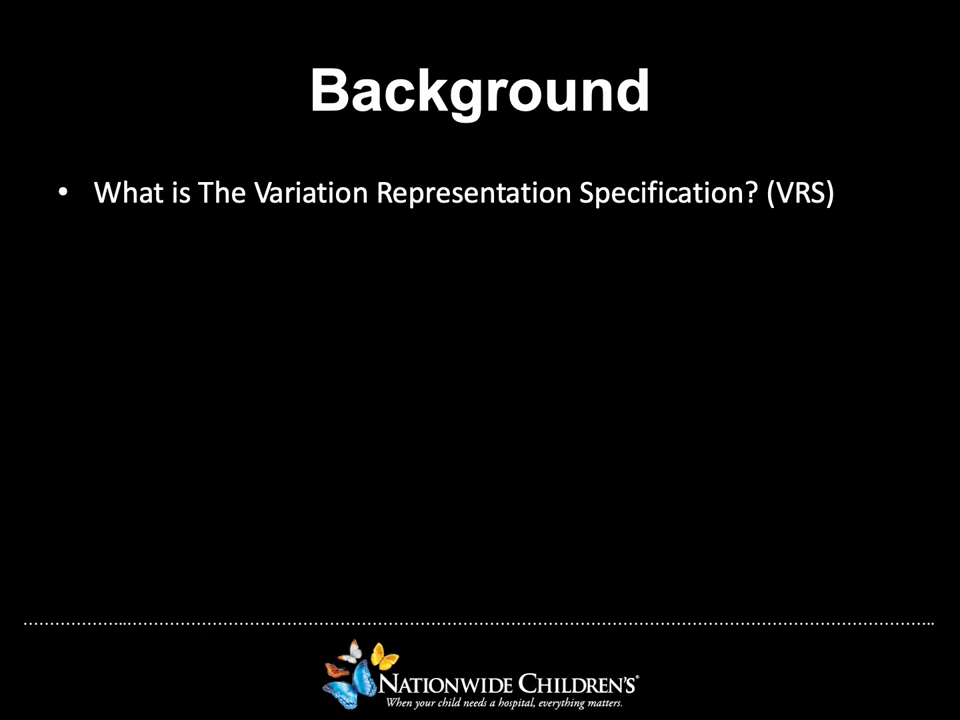 Background
• What is The Variation Representation Specification? (VRS)
NATIONWIDE CHILDREN'S®
When your child needs a hospital, everything matters.